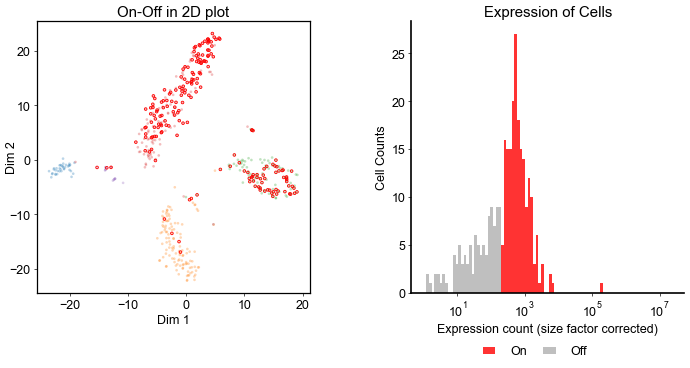 On-Off in 2D plot
Dim 2
20
10
0
−10
−20
−20
−10
0
10
20
Dim 1
Expression of Cells
Cell Counts
25
20
15
10
5
0
10^1
10^3
10^5
10^7
Expression count (size factor corrected)
On
Off